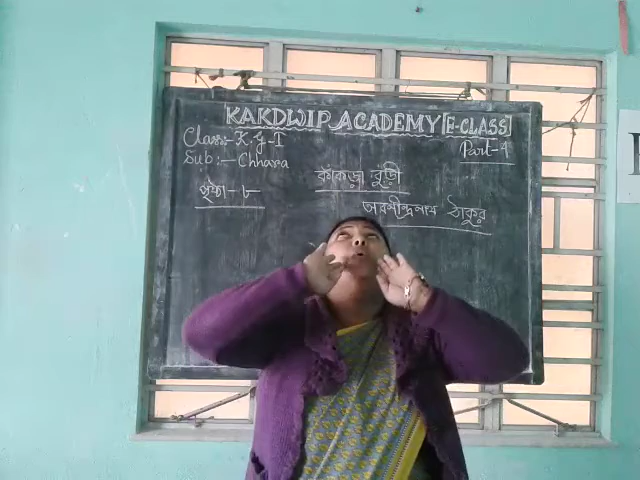 KAKDWIP ACADEMY [E-CLASS]
Class:- K.g-I
Part-1
Sub:- Chhara
কাঁকড়া বুড়ী
পৃষ্ঠা - ৮
অবনীন্দ্রনাথ ঠাকুর